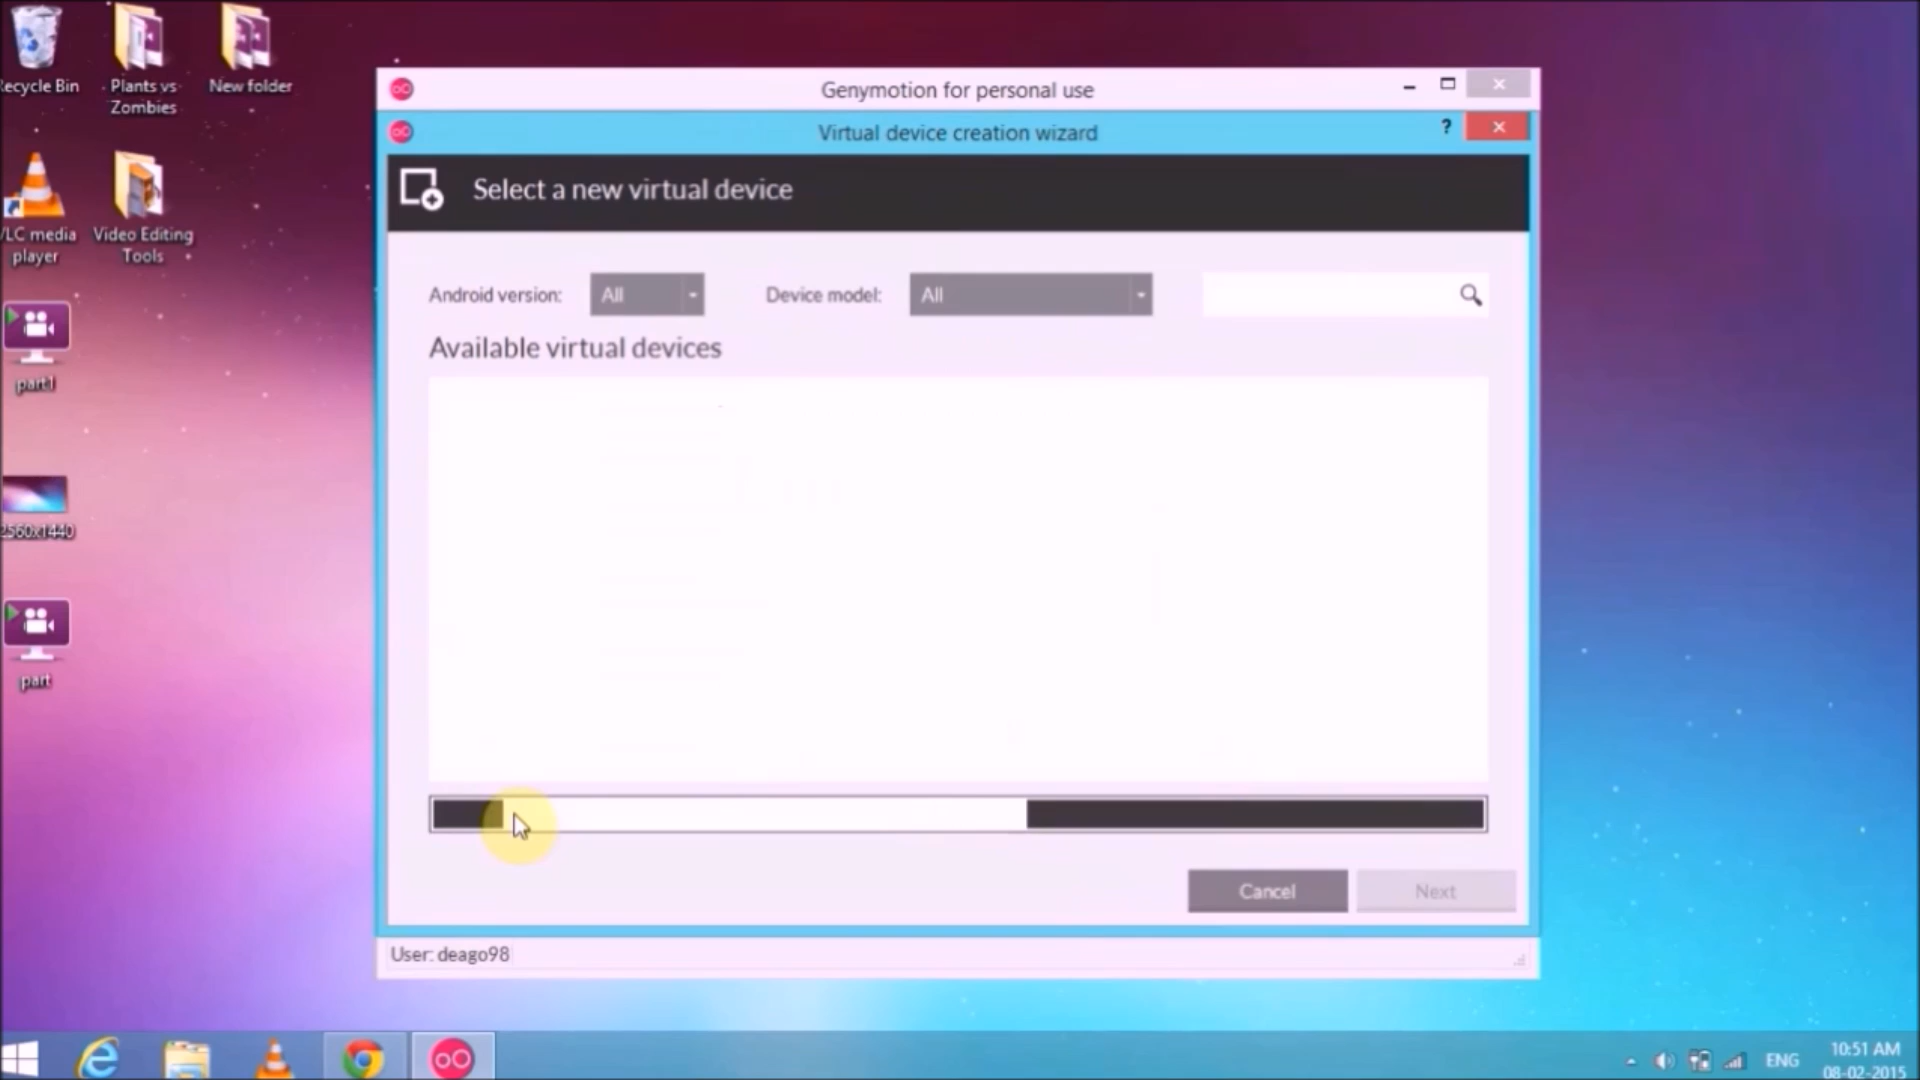 Recycle Bin
Plants vs
Zombies
New folder
VLC media
player
Video Editing
Tools
part1
2560x1440
part
Genymotion for personal use
Virtual device creation wizard
?
Select a new virtual device
Android version:
All
Device model:
All
Available virtual devices
Cancel
Next
User: deago98
ENG
10:51 AM
08-02-2015